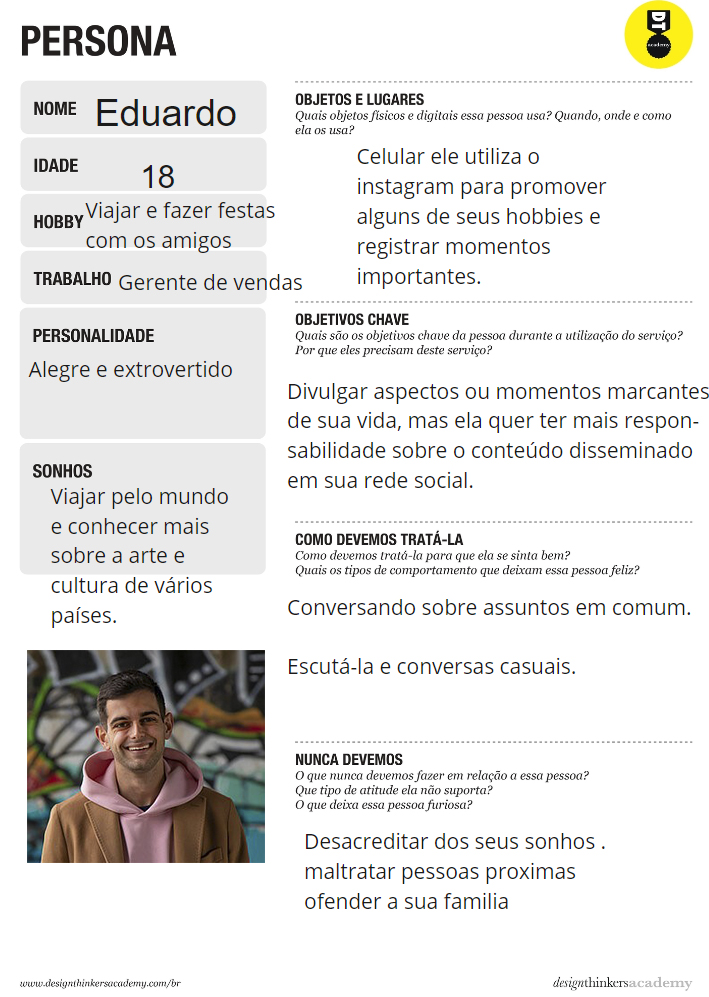 PERSONA
DT
academy
NOME Eduardo
IDADE 18
HOBBY Viajar e fazer festas
com os amigos
TRABALHO Gerente de vendas
PERSONALIDADE
Alegre e extrovertido
SONHOS
Viajar pelo mundo
e conhecer mais
sobre a arte e
cultura de vários
países.
OBJETOS E LUGARES
Quais objetos físicos e digitais essa pessoa usa? Quando, onde e como
ela os usa?
Celular ele utiliza o
instagram para promover
alguns de seus hobbies e
registrar momentos
importantes.
OBJETIVOS CHAVE
Quais são os objetivos chave da pessoa durante a utilização do serviço?
Por que eles precisam deste serviço?
Divulgar aspectos ou momentos marcantes
de sua vida, mas ela quer ter mais respon-
sabilidade sobre o conteúdo disseminado
em sua rede social.
COMO DEVEMOS TRATÁ-LA
Como devemos tratá-la para que ela se sinta bem?
Quais os tipos de comportamento que deixam essa pessoa feliz?
Conversando sobre assuntos em comum.
Escutá-la e conversas casuais.
NUNCA DEVEMOS
O que nunca devemos fazer em relação a essa pessoa?
Que tipo de atitude ela não suporta?
O que deixa essa pessoa furiosa?
Desacreditar dos seus sonhos .
maltratar pessoas proximas
ofender a sua familia
www.designthinkersacademy.com/br
designthinkersacademy